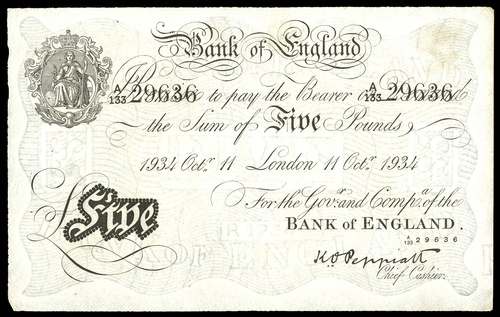 Bank of England
A/133 29636 A/133 29636
Promise to pay the Bearer on Demand
the Sum of Five Pounds
1934 Octr. 11 London 11 Octr. 1934
For the Govr. and Compa. of the
BANK OF ENGLAND.
A/133 29636
£ Five
K.O. Peppiatt
Chief Cashier.